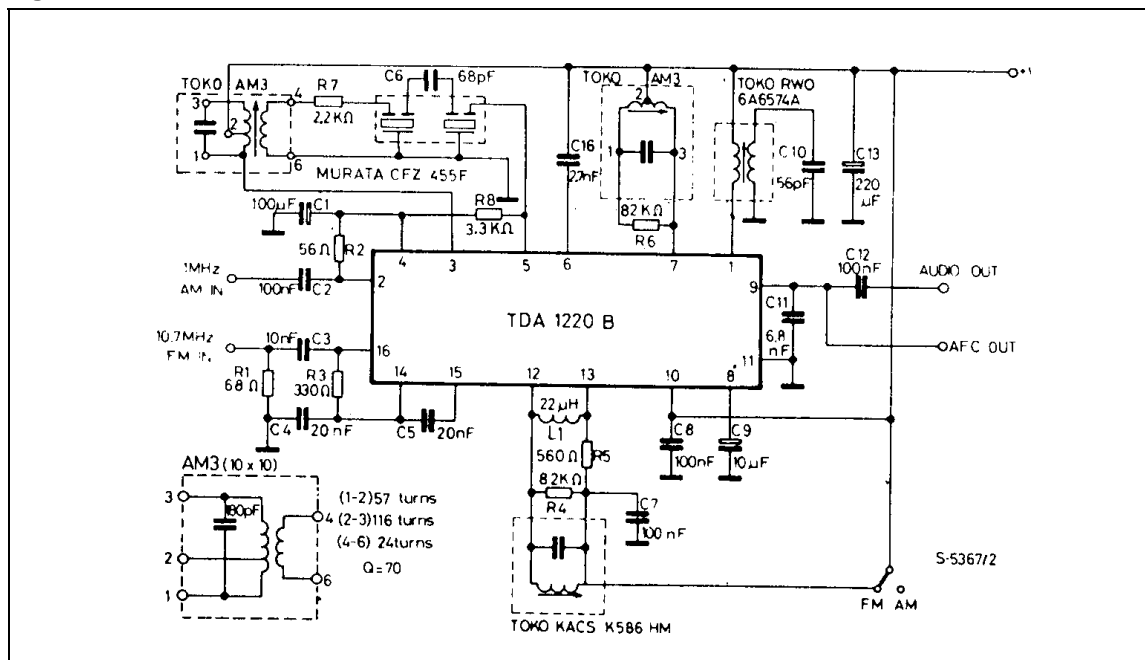 TOKO AM3
3
2
1
4
6
R7
2.2KΩ
C6
68pF
MURATA CFZ 455F
TOKO AM3
2
1
3
82KΩ
R6
TOKO RWO
6A6574A
C10
56pF
C13
220
µF
C16
R8
3.3KΩ
100µF
C1
56Ω
R2
1MHz
AM IN
100nF
C2
4
3
5
6
7
1
2
TDA 1220 B
9
11
16
14
15
12
13
10
8
C12
100nF
AUDIO OUT
C11
6.8
nF
AFC OUT
10.7MHz
FM IN
10nF
C3
R1
68Ω
R3
330Ω
C4
20nF
C5
20nF
22µH
L1
560Ω
R5
8.2KΩ
R4
C7
100nF
C8
100nF
C9
10µF
TOKO KACS K586 HM
FM AM
S-5367/2
AM3 (10 x 10)
3
2
1
180pF
4
6
(1-2)57 turns
(2-3)116 turns
(4-6) 24turns
Q=70